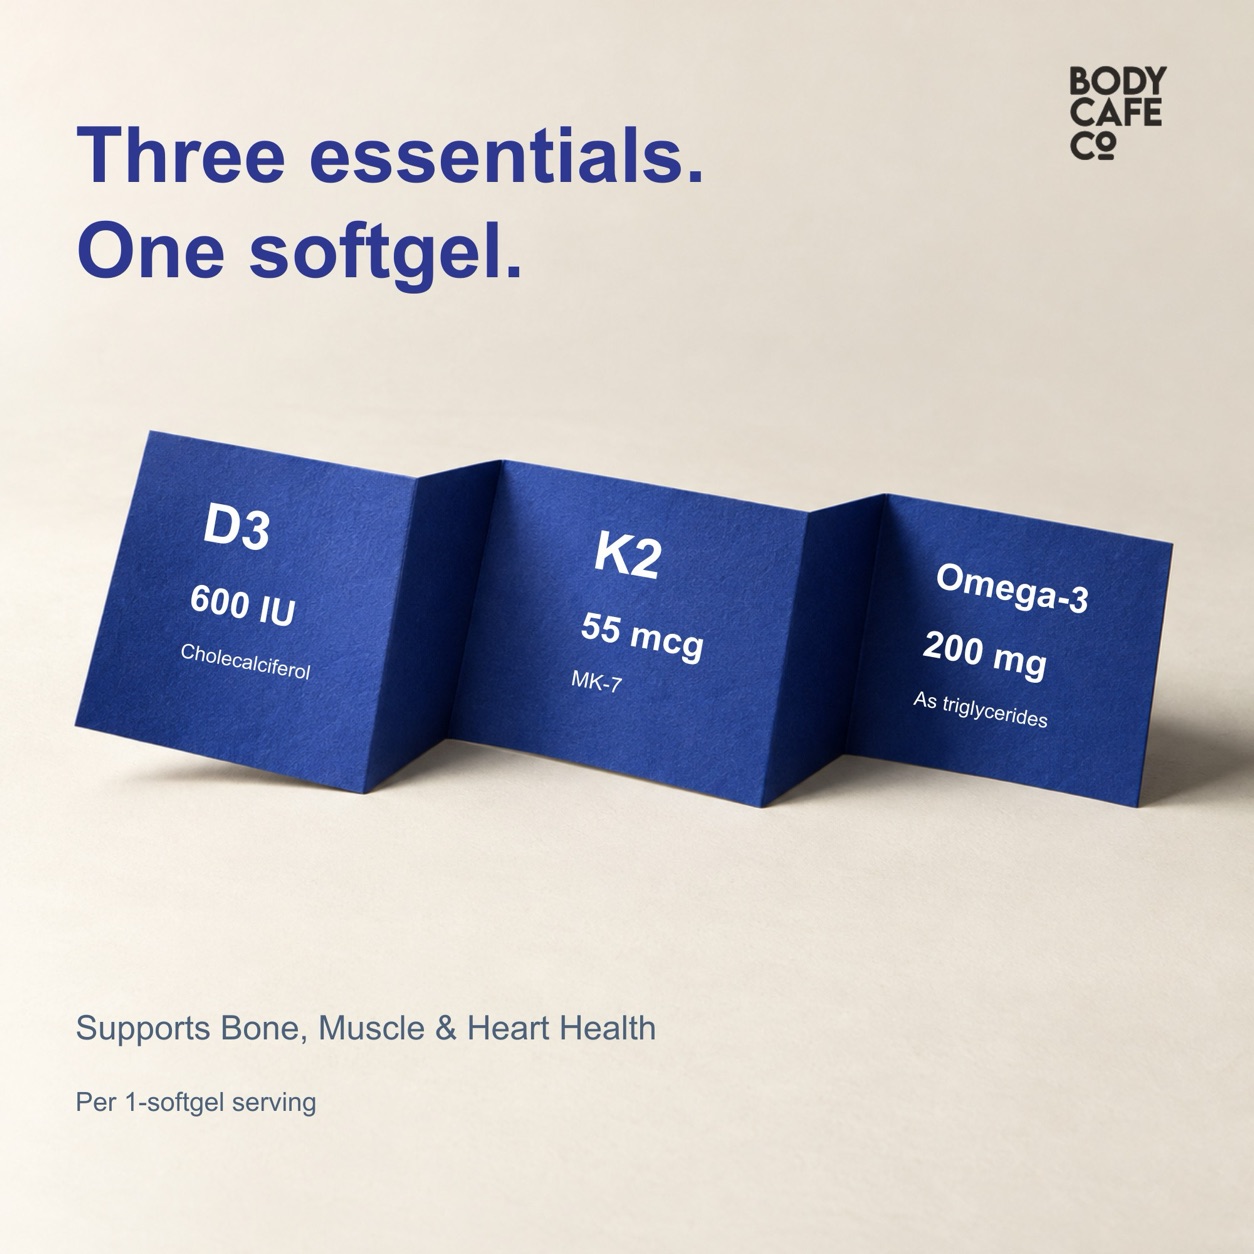 BODY
CAFE
Co
Three essentials.
One softgel.
D3
600 IU
Cholecalciferol
K2
55 mcg
MK-7
Omega-3
200 mg
As triglycerides
Supports Bone, Muscle & Heart Health
Per 1-softgel serving